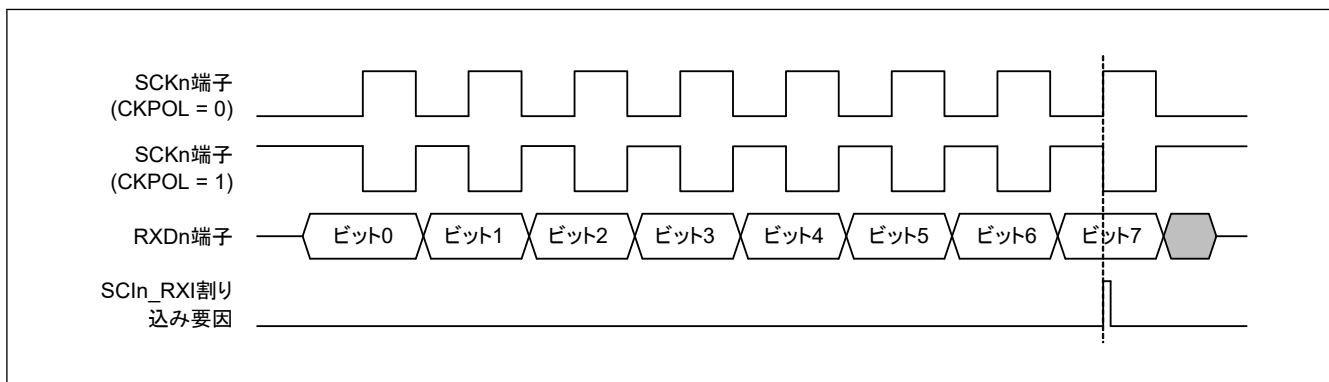 SCKn端子
(CKPOL = 0)
SCKn端子
(CKPOL = 1)
RXDn端子
ビット0 ビット1 ビット2 ビット3 ビット4 ビット5 ビット6 ビット7
SCIn_RXI割り
込み要因